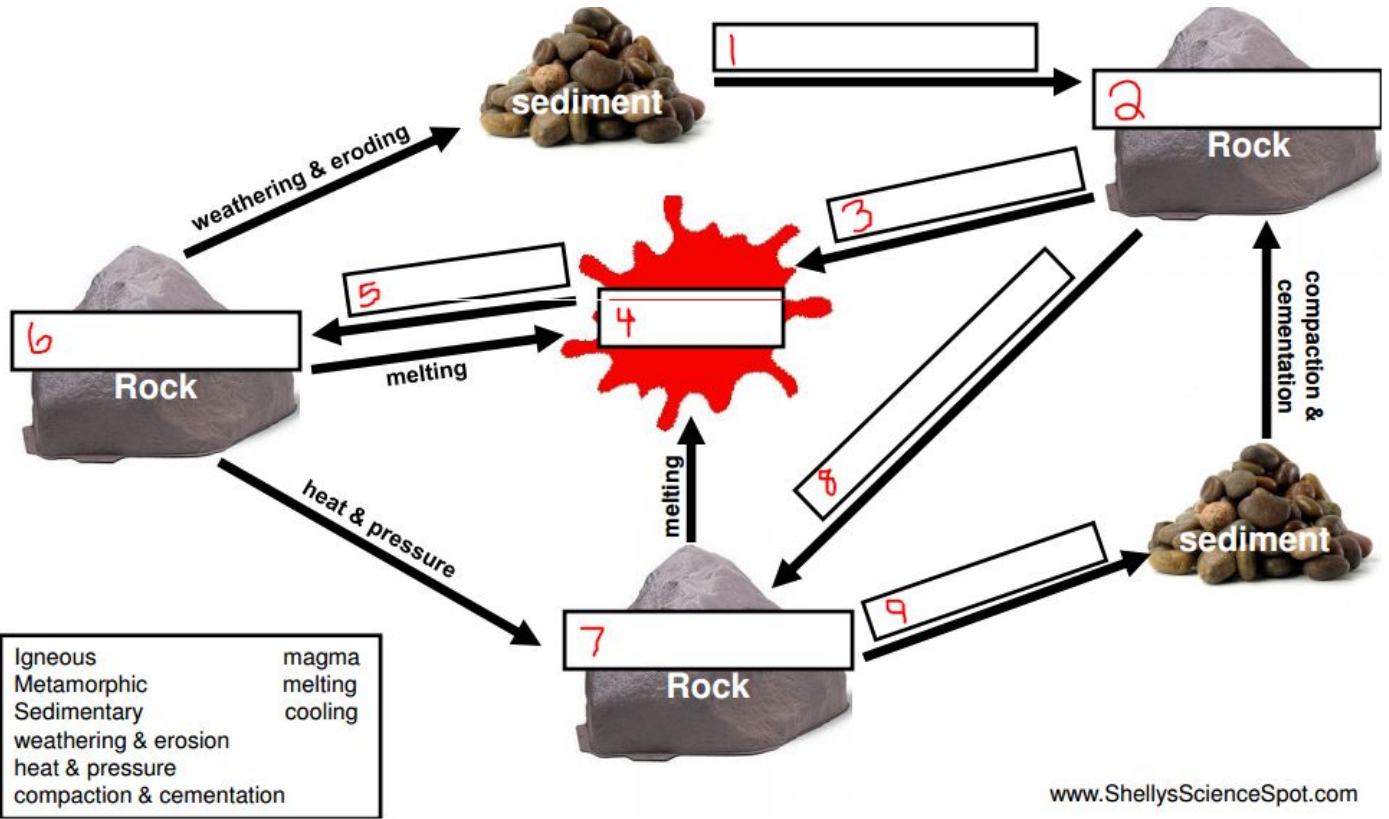 1
sediment
2
Rock
weathering & eroding
3
5
4
6
Rock
melting
compaction &
cementation
8
heat & pressure
melting
sediment
9
7
Rock
Igneous magma
Metamorphic melting
Sedimentary cooling
weathering & erosion
heat & pressure
compaction & cementation
www.ShellysScienceSpot.com